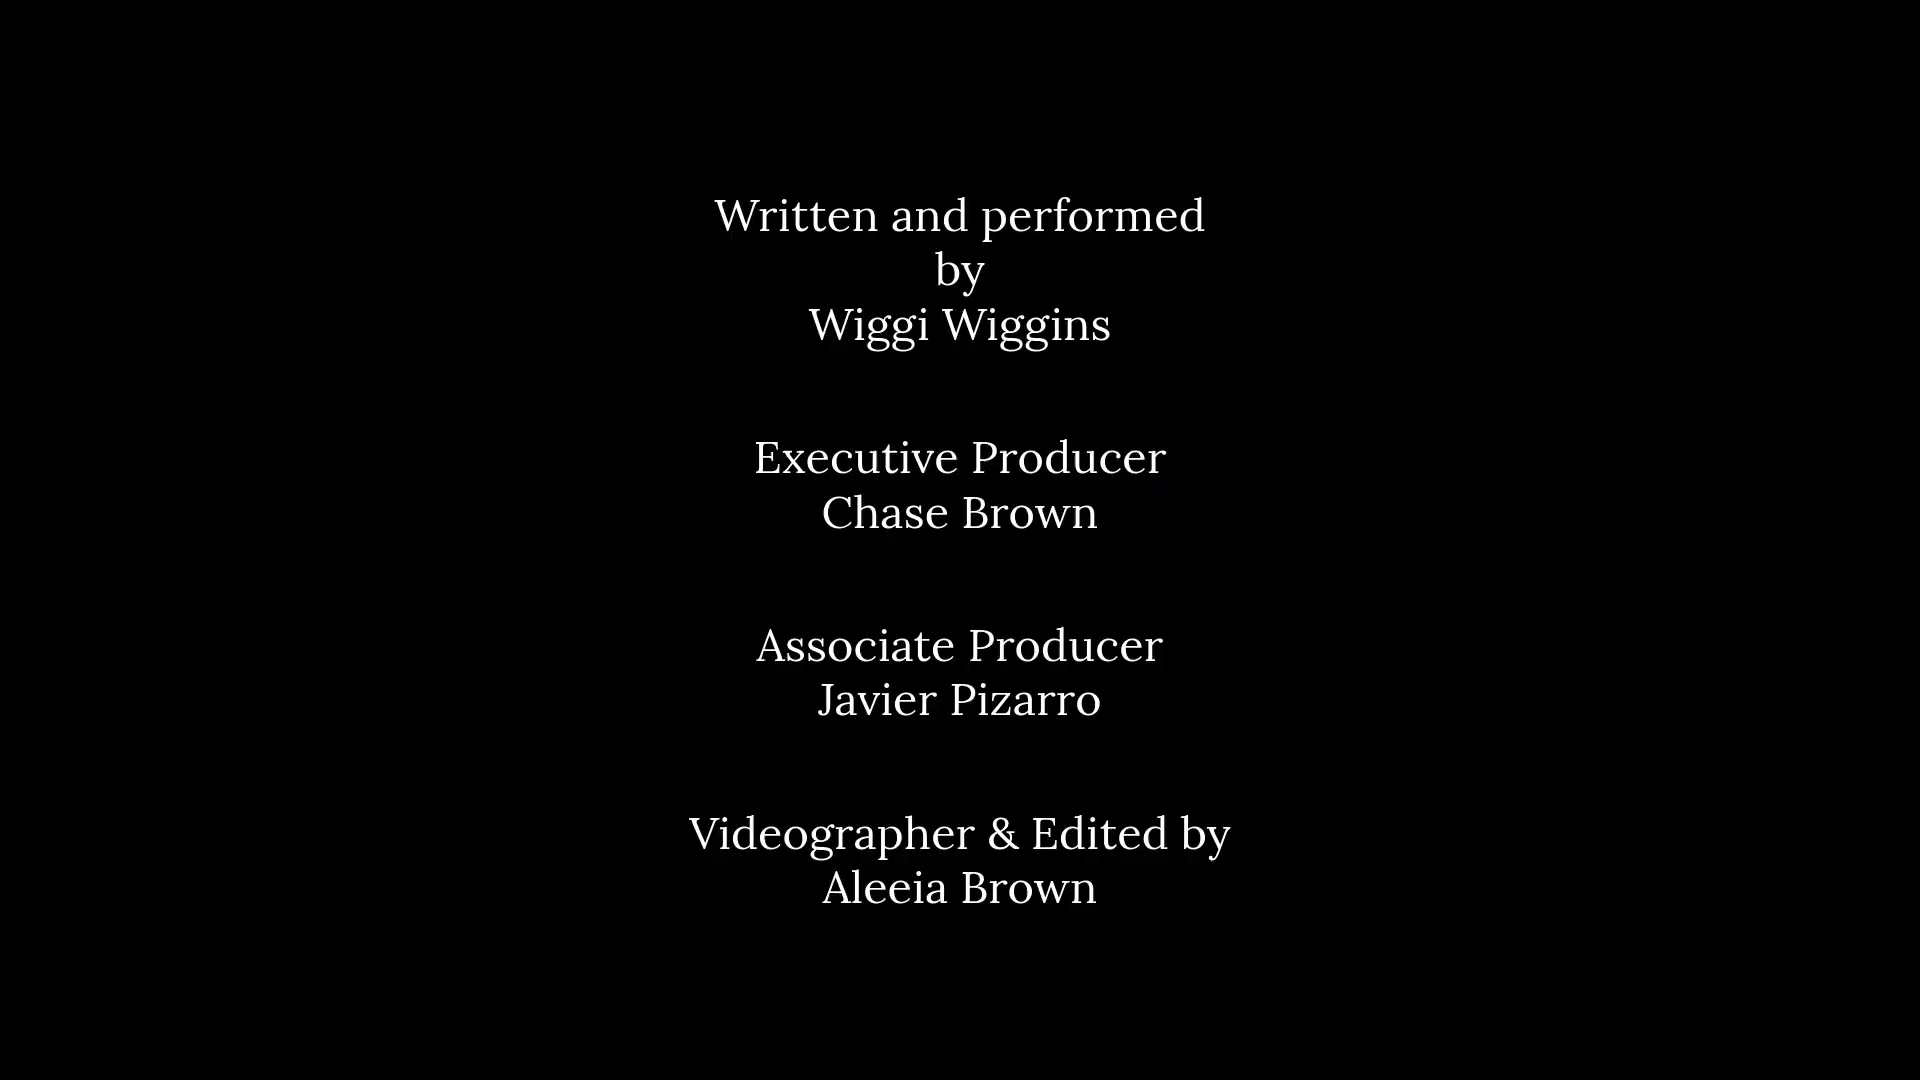 Written and performed
by
Wiggi Wiggins
Executive Producer
Chase Brown
Associate Producer
Javier Pizarro
Videographer & Edited by
Aleeia Brown